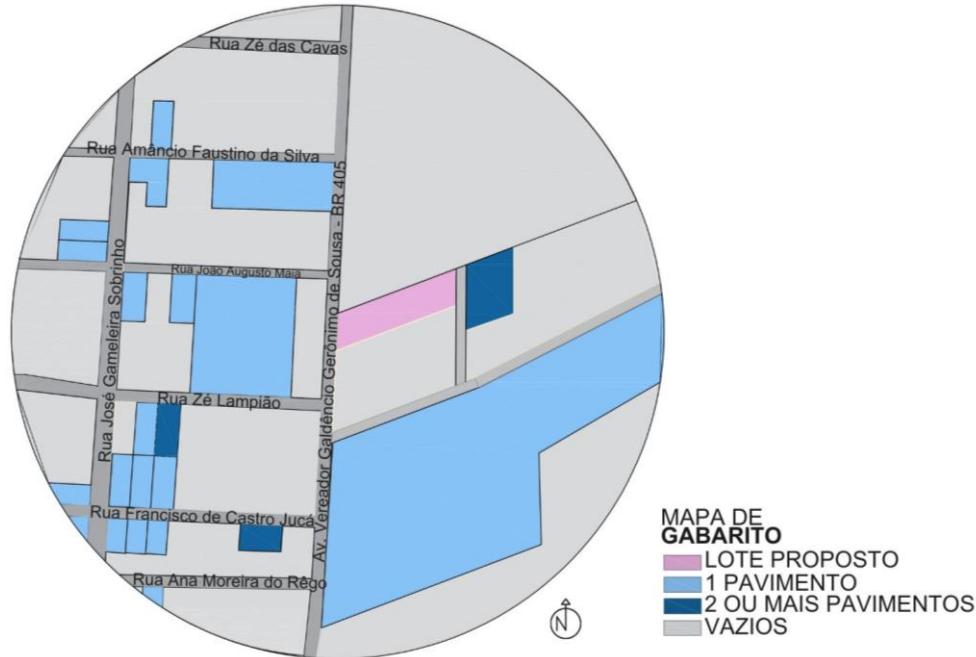 Rua Zé das Cavas
Rua Amâncio Faustino da Silva
Av. Vereador Galdêncio Gerônimo de Sousa - BR 405
Rua João Augusto Maia
Rua José Gameleira Sobrinho
Rua Zé Lampião
Rua Francisco de Castro Jucá
Rua Ana Moreira do Rêgo
N
MAPA DE
GABARITO
LOTE PROPOSTO
1 PAVIMENTO
2 OU MAIS PAVIMENTOS
VAZIOS